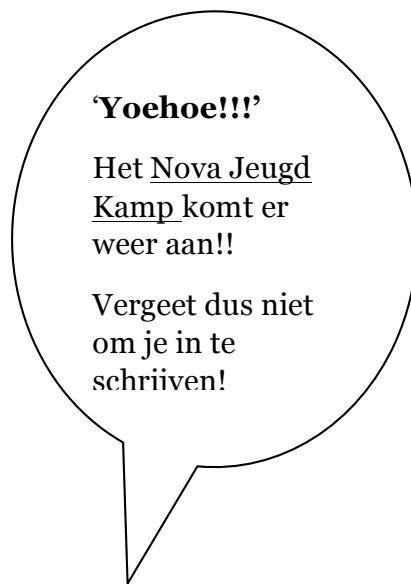 ‘Yoehoe!!!’
Het Nova Jeugd
Kamp komt er
weer aan!!
Vergeet dus niet
om je in te
schrijven!